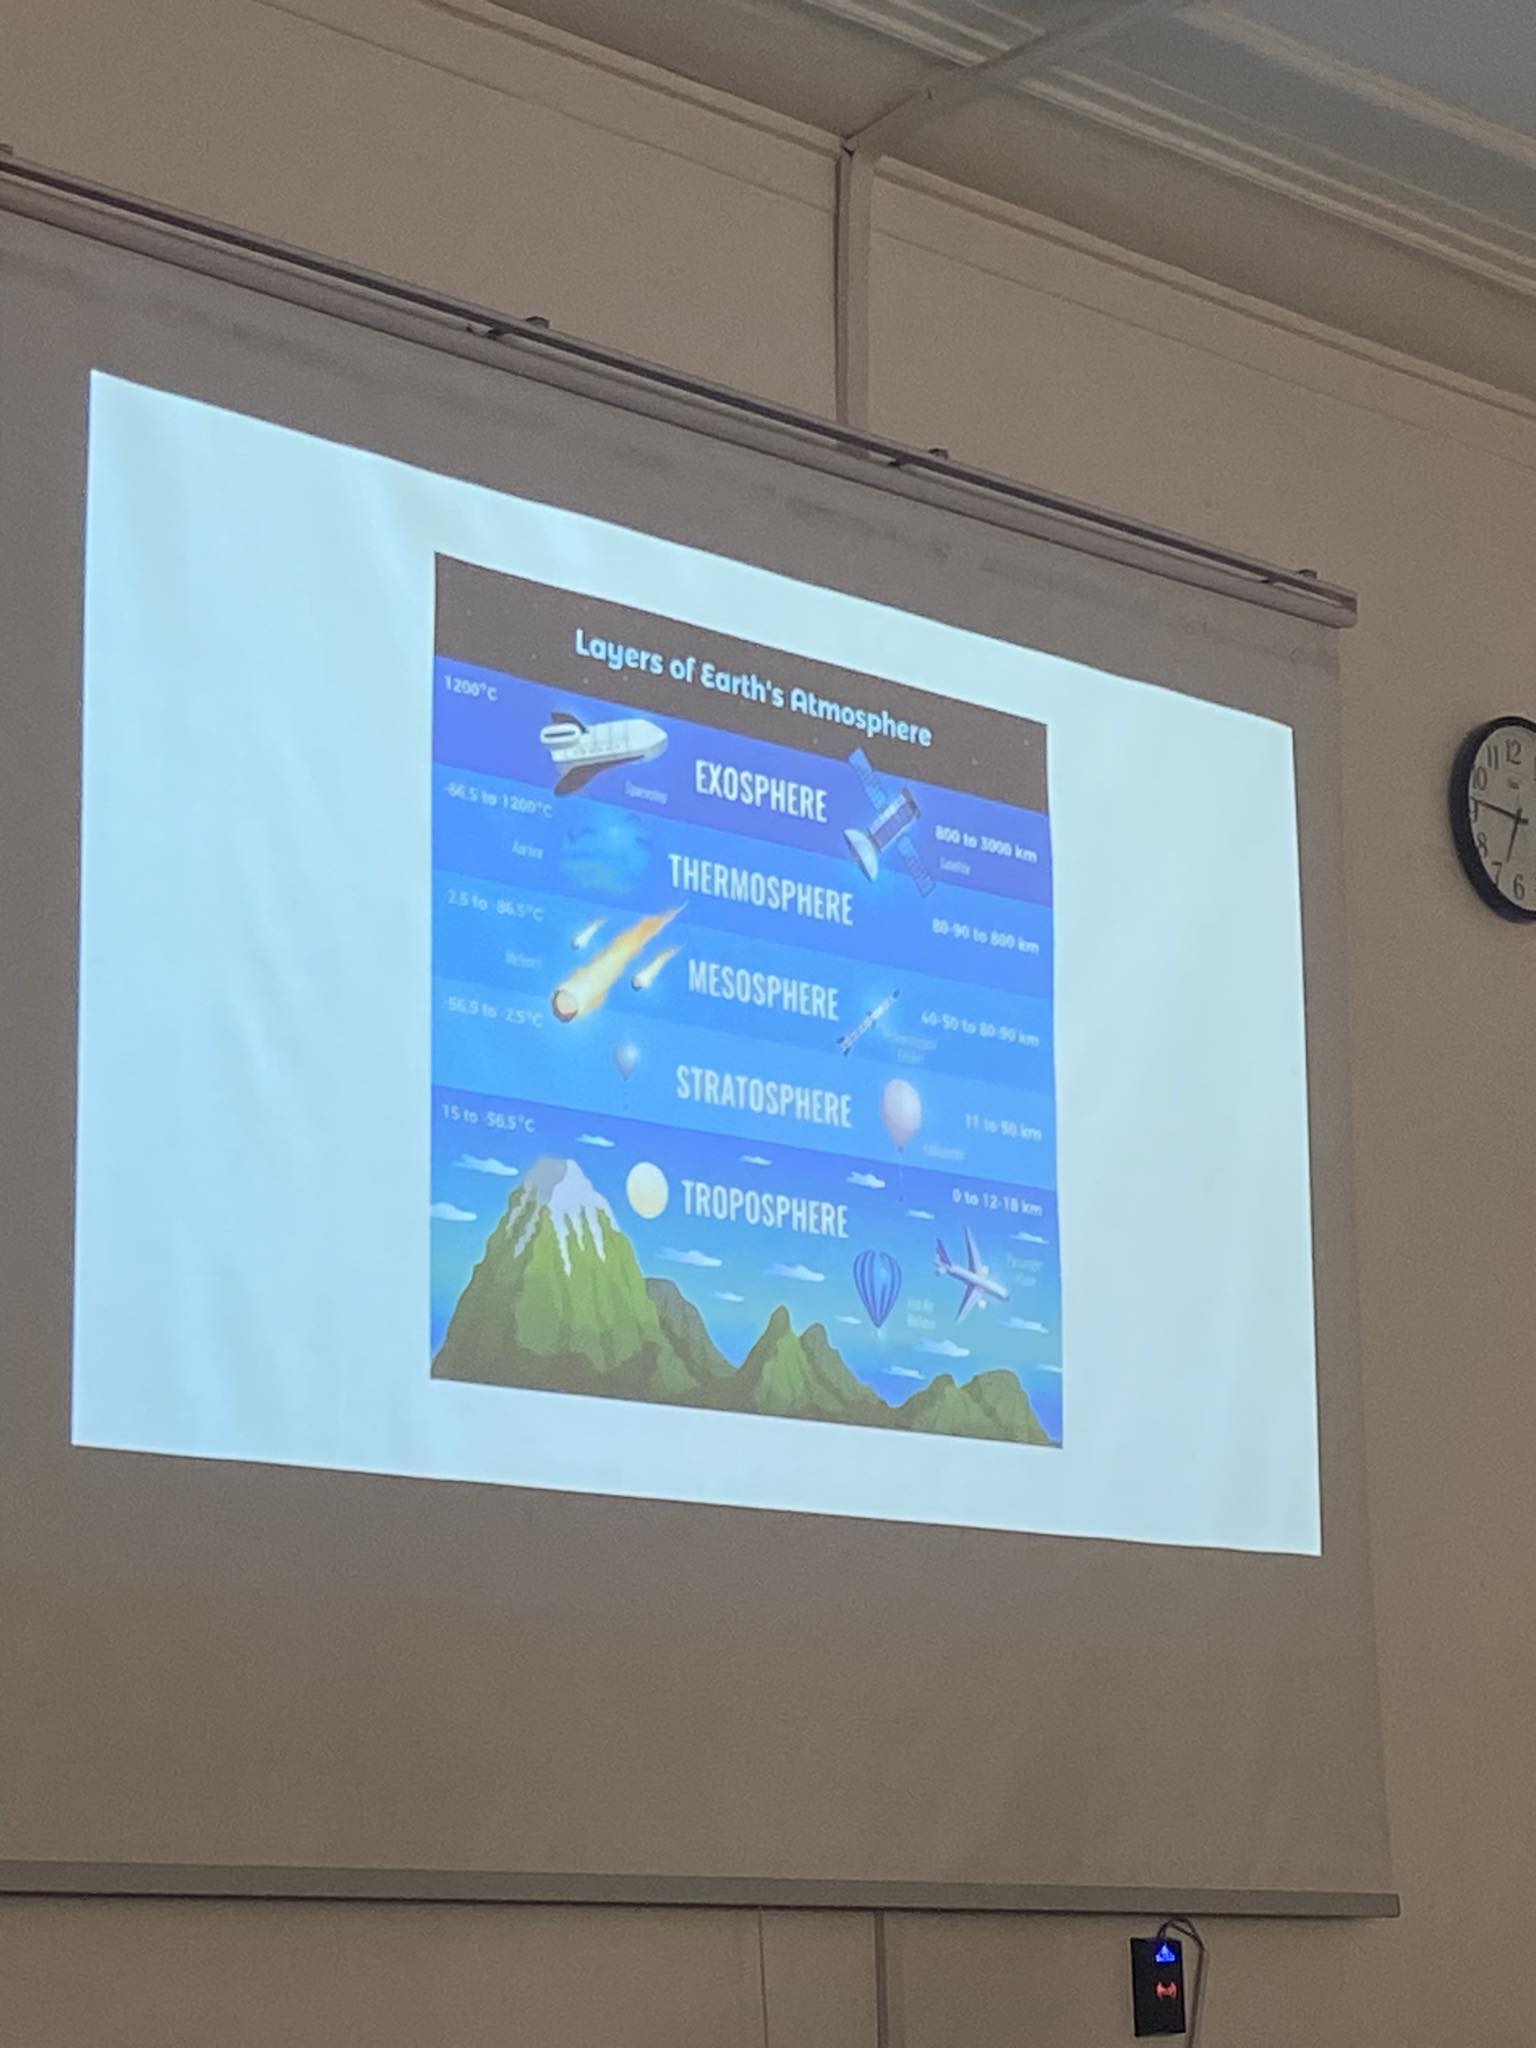 Layers of Earth's Atmosphere
1200°C
Spaceship
EXOSPHERE
800 to 3000 km
Satellite
-86.5 to 1200°C
Aurora
THERMOSPHERE
80-90 to 800 km
2.5 to -86.5°C
Meteors
MESOSPHERE
40-50 to 80-90 km
-56.5 to -2.5°C
STRATOSPHERE
11 to 50 km
15 to -56.5°C
TROPOSPHERE
0 to 12-18 km
Passenger
Plane
Hot Air
Balloon
12
11
10
9
8
7
6